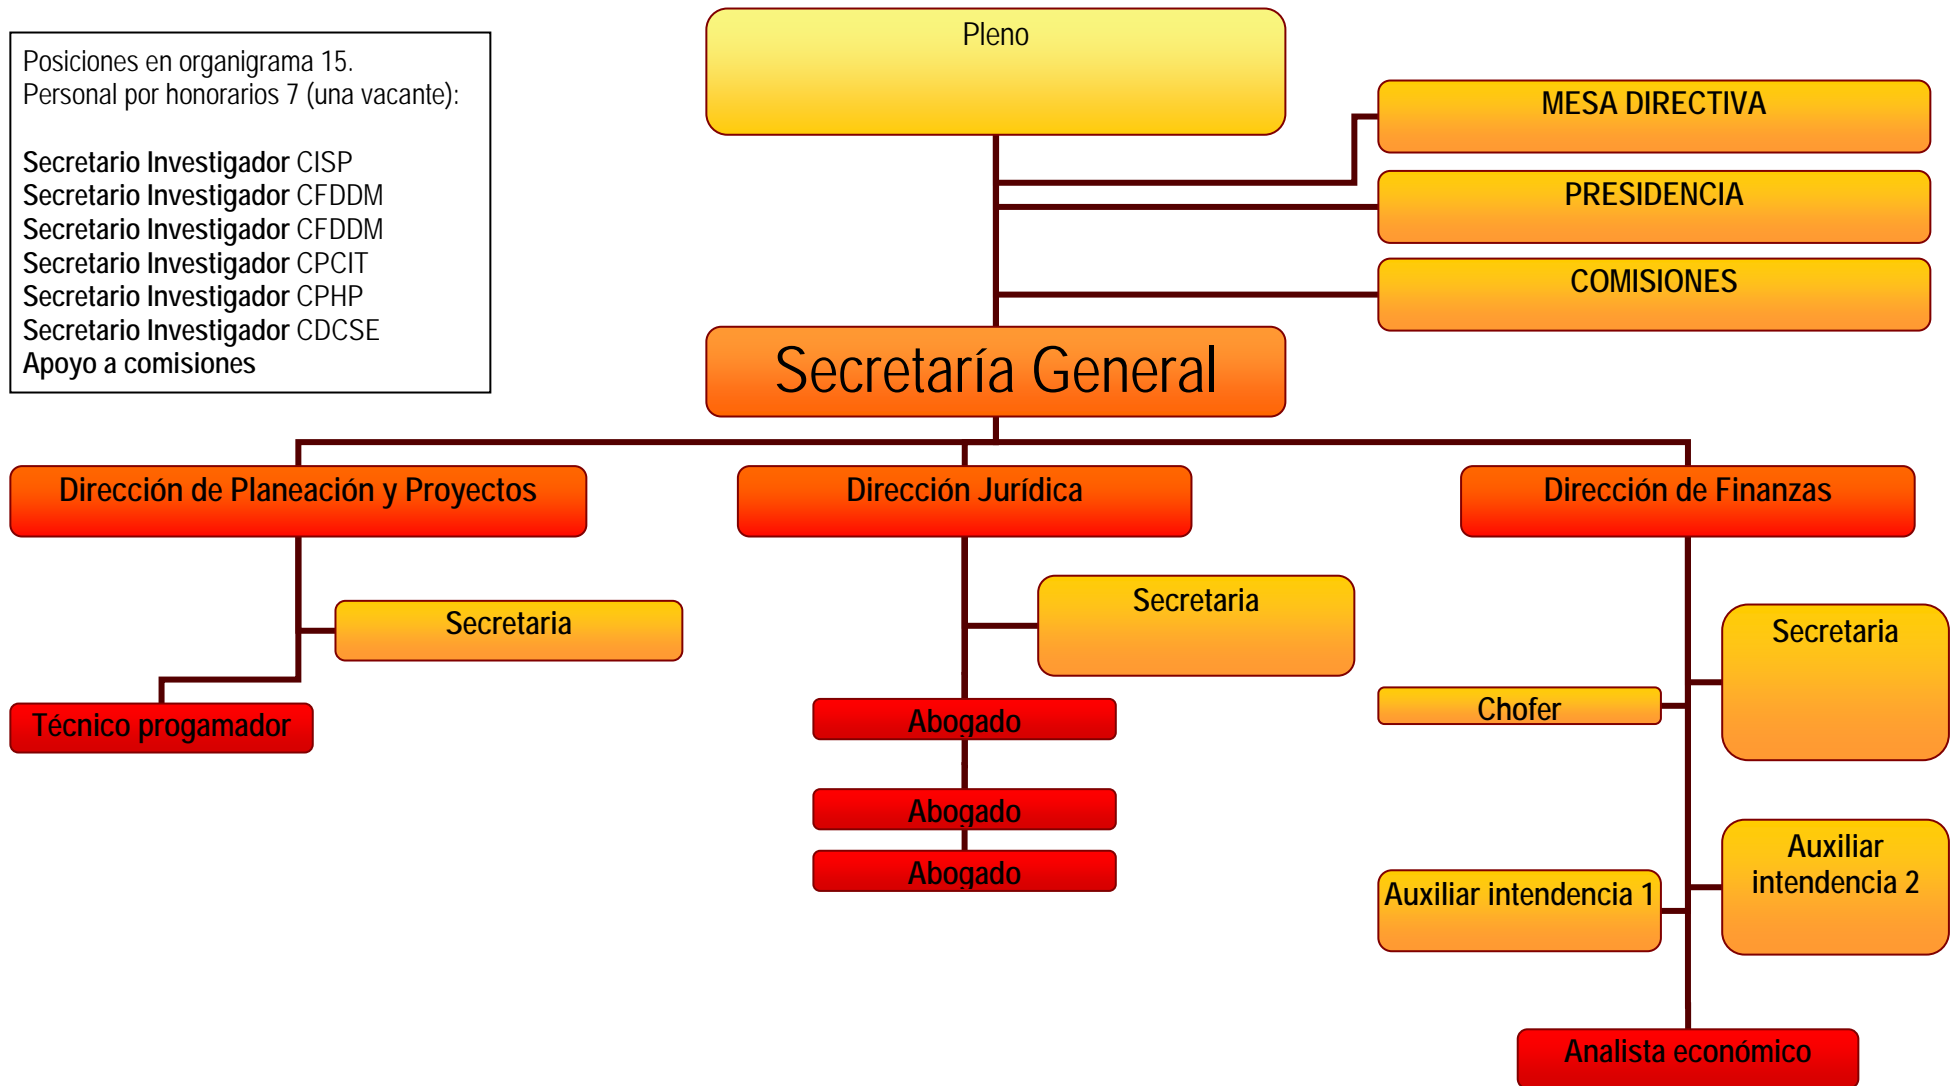 Posiciones en organigrama 15.
Personal por honorarios 7 (una vacante):
Secretario Investigador CISP
Secretario Investigador CFDDM
Secretario Investigador CFDDM
Secretario Investigador CPCIT
Secretario Investigador CPHP
Secretario Investigador CDCSE
Apoyo a comisiones
Pleno
MESA DIRECTIVA
PRESIDENCIA
COMISIONES
Secretaría General
Dirección de Planeación y Proyectos
Dirección Jurídica
Dirección de Finanzas
Secretaria
Técnico progamador
Secretaria
Abogado
Abogado
Abogado
Secretaria
Chofer
Auxiliar
intendencia 2
Auxiliar intendencia 1
Analista económico